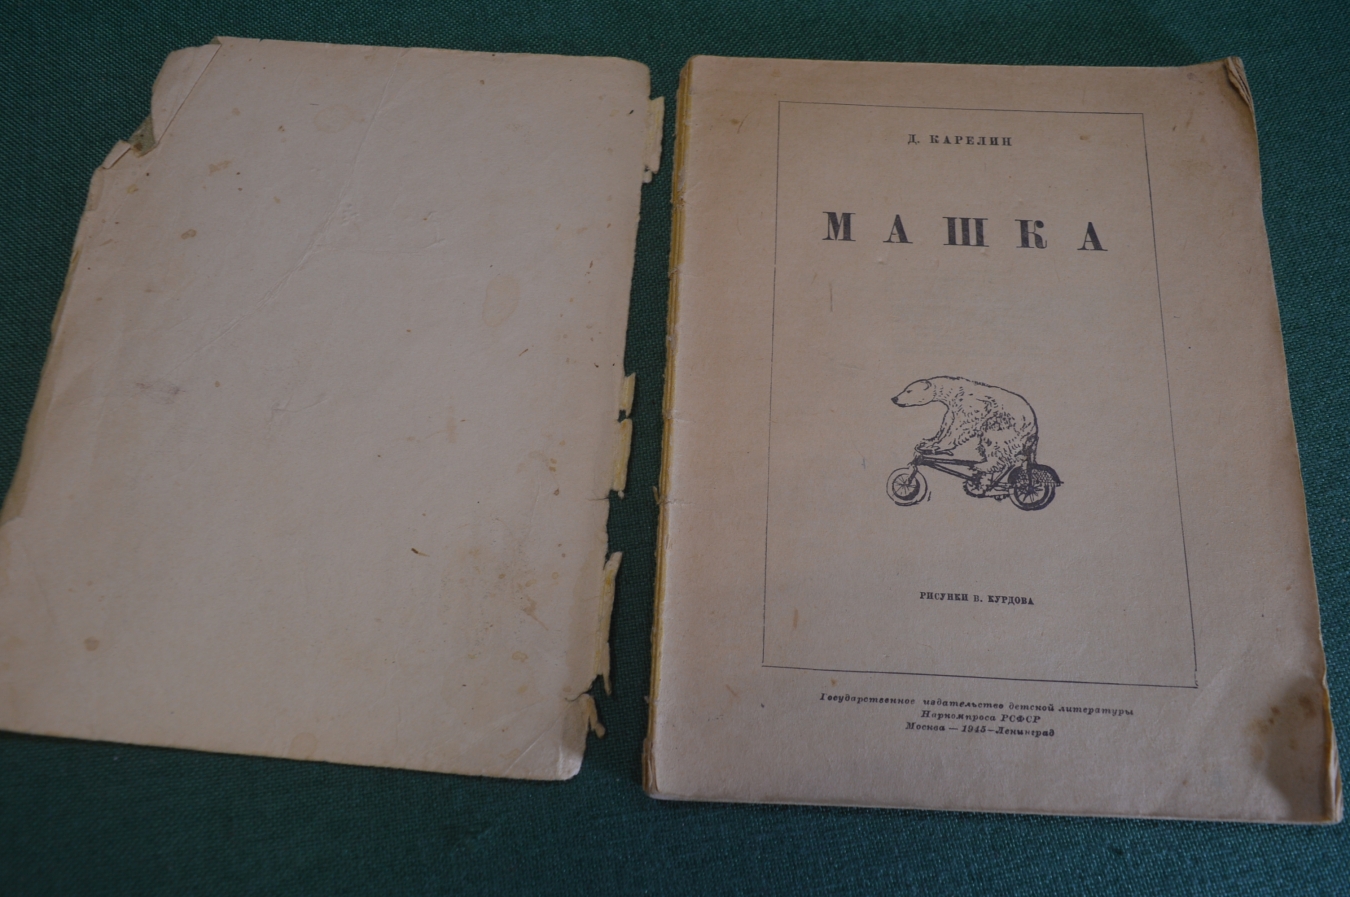 Д. КАРЕЛИН
МАШКА
РИСУНКИ В. КУРДОВА
Государственное издательство детской литературы
Наркомпроса РСФСР
Москва — 1945 — Ленинград